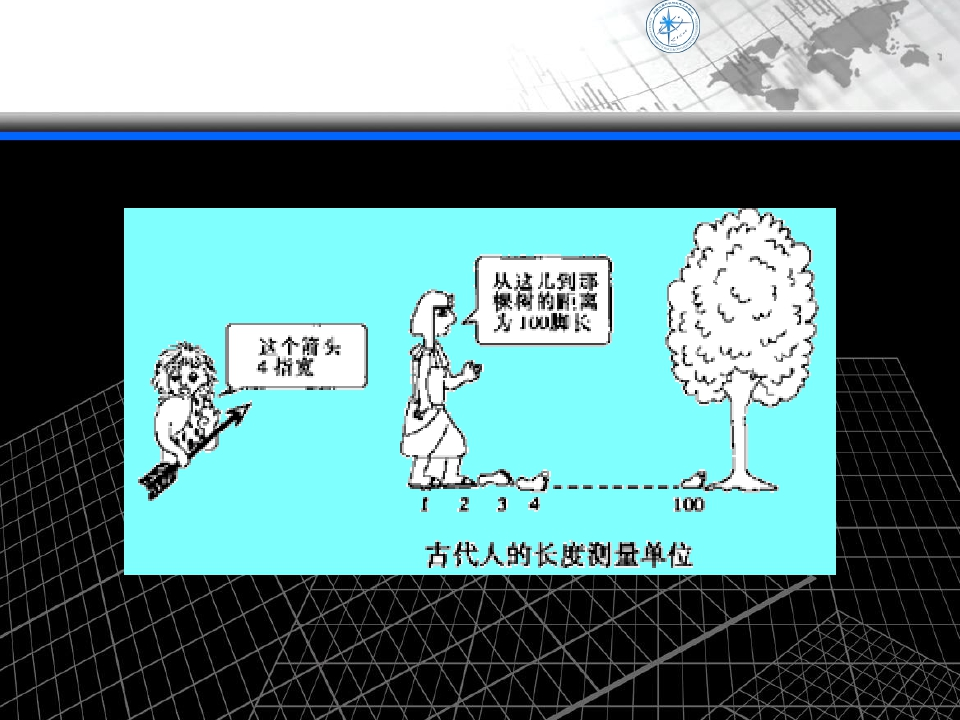 这个箭头
4指宽
从这儿到那
棵树的距离
为100脚长
1 2 3 4 100
古代人的长度测量单位